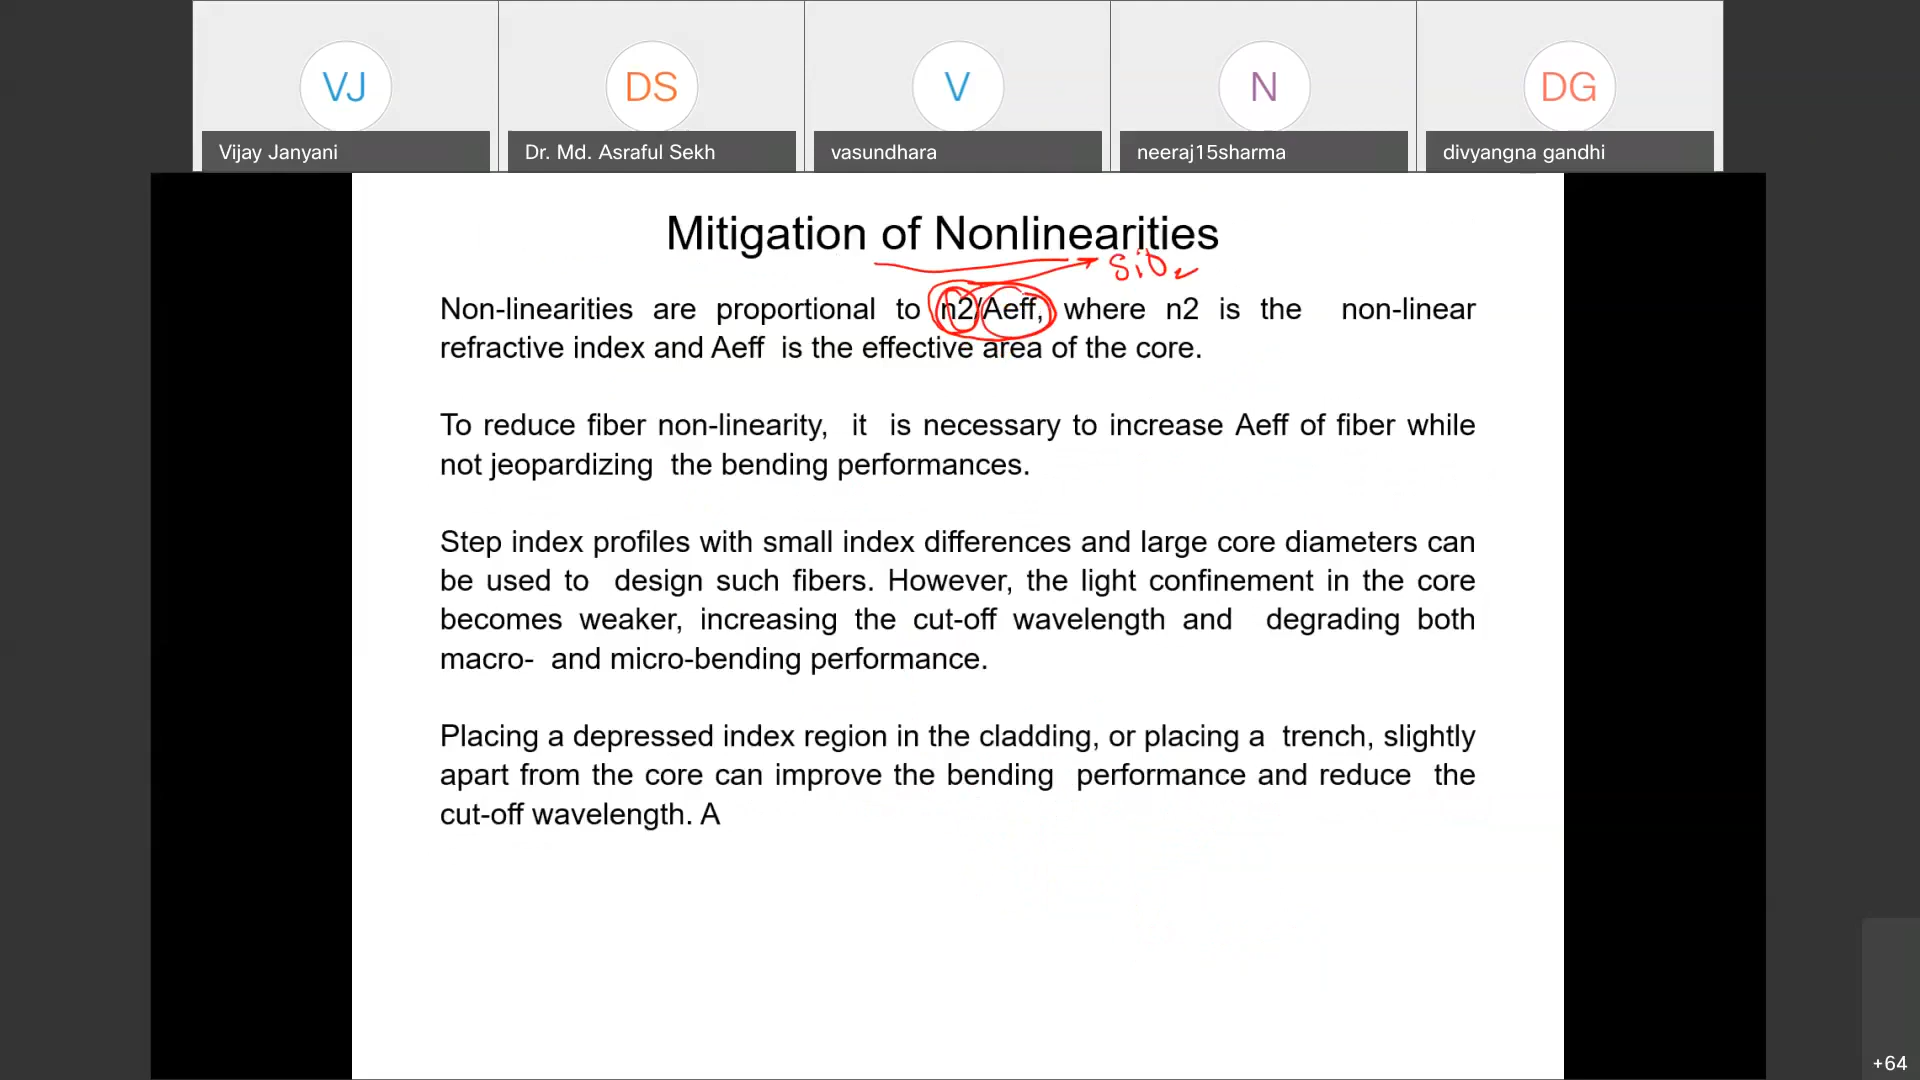 VJ
DS
V
N
DG
Vijay Janyani
Dr. Md. Asraful Sekh
vasundhara
neeraj15sharma
divyangna gandhi
Mitigation of Nonlinearities
SiO2
Non-linearities are proportional to n2/Aeff, where n2 is the non-linear
refractive index and Aeff is the effective area of the core.
To reduce fiber non-linearity, it is necessary to increase Aeff of fiber while
not jeopardizing the bending performances.
Step index profiles with small index differences and large core diameters can
be used to design such fibers. However, the light confinement in the core
becomes weaker, increasing the cut-off wavelength and degrading both
macro- and micro-bending performance.
Placing a depressed index region in the cladding, or placing a trench, slightly
apart from the core can improve the bending performance and reduce the
cut-off wavelength. A
+64